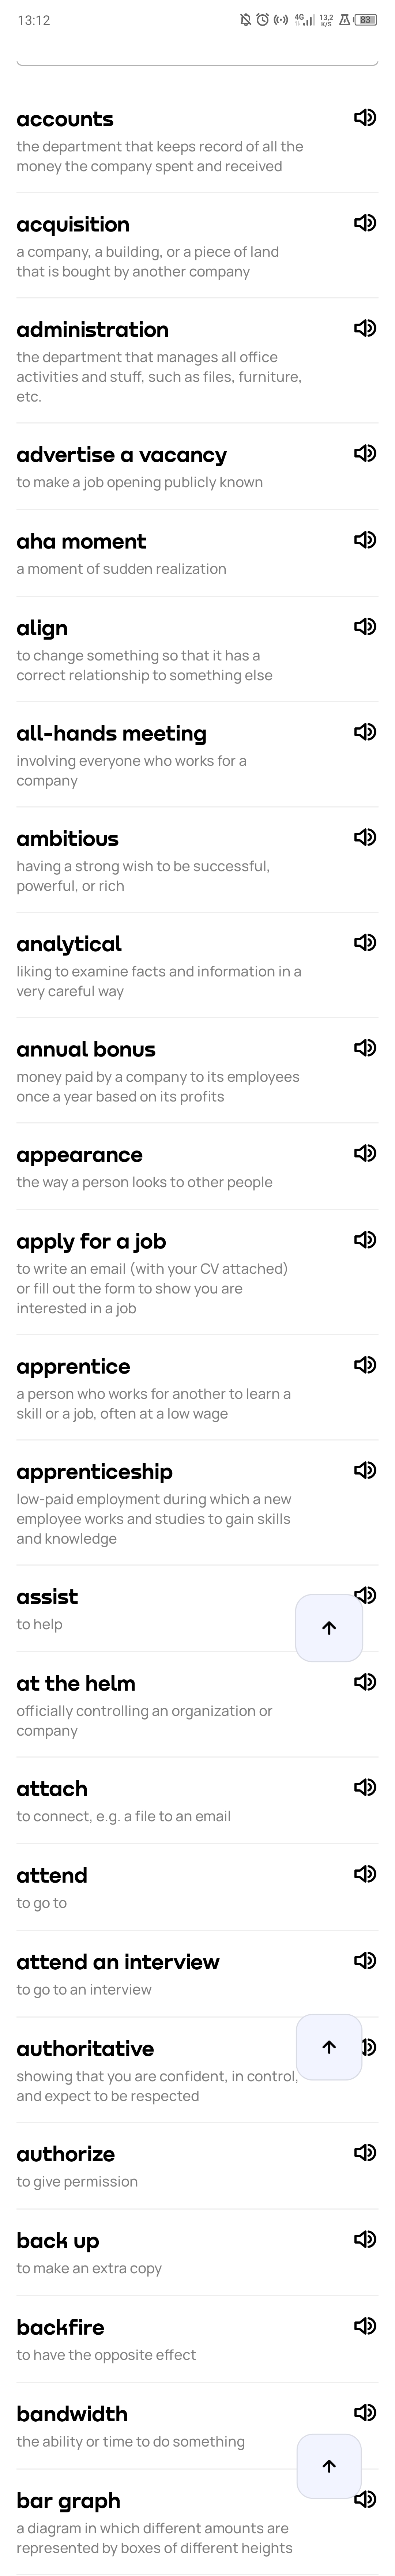 13:12
4G
13,2
K/S
83
accounts
the department that keeps record of all the
money the company spent and received
acquisition
a company, a building, or a piece of land
that is bought by another company
administration
the department that manages all office
activities and stuff, such as files, furniture,
etc.
advertise a vacancy
to make a job opening publicly known
aha moment
a moment of sudden realization
align
to change something so that it has a
correct relationship to something else
all-hands meeting
involving everyone who works for a
company
ambitious
having a strong wish to be successful,
powerful, or rich
analytical
liking to examine facts and information in a
very careful way
annual bonus
money paid by a company to its employees
once a year based on its profits
appearance
the way a person looks to other people
apply for a job
to write an email (with your CV attached)
or fill out the form to show you are
interested in a job
apprentice
a person who works for another to learn a
skill or a job, often at a low wage
apprenticeship
low-paid employment during which a new
employee works and studies to gain skills
and knowledge
assist
to help
at the helm
officially controlling an organization or
company
attach
to connect, e.g. a file to an email
attend
to go to
attend an interview
to go to an interview
authoritative
showing that you are confident, in control,
and expect to be respected
authorize
to give permission
back up
to make an extra copy
backfire
to have the opposite effect
bandwidth
the ability or time to do something
bar graph
a diagram in which different amounts are
represented by boxes of different heights